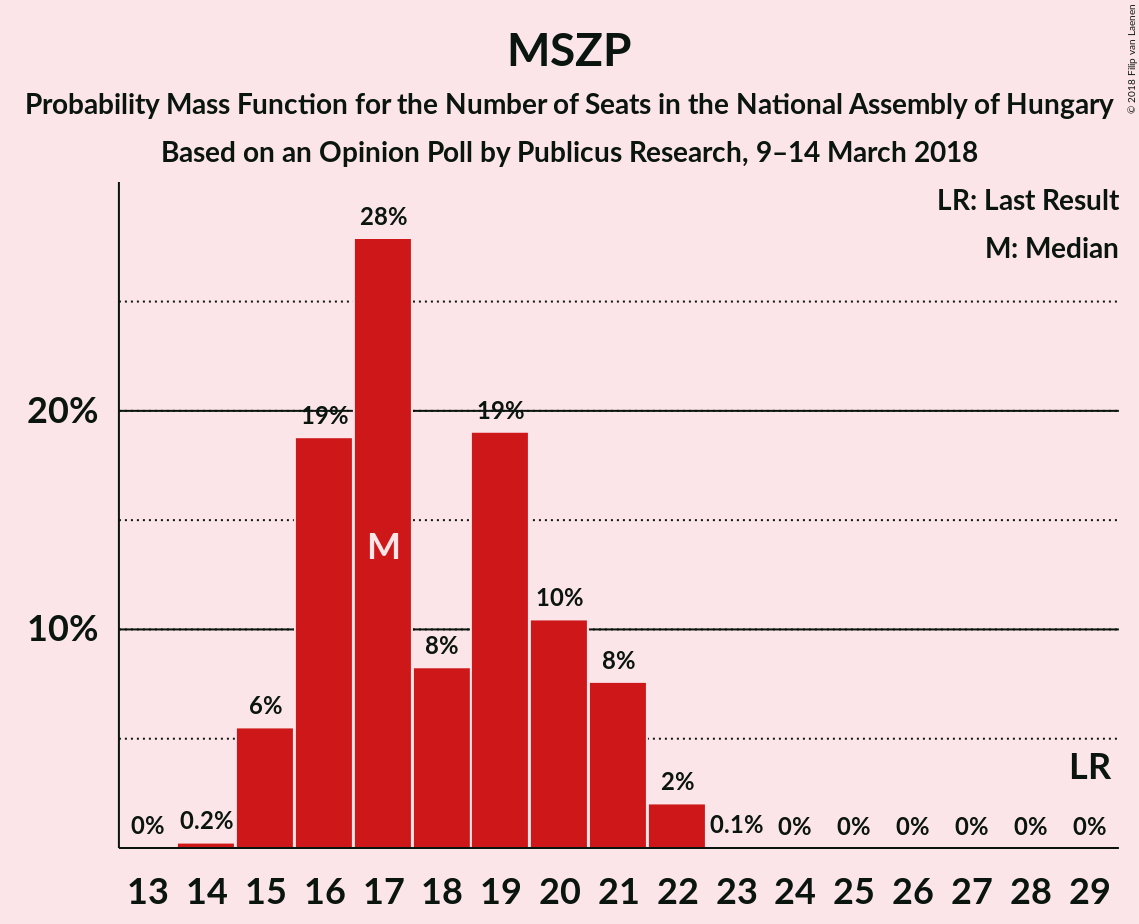 MSZP
Probability Mass Function for the Number of Seats in the National Assembly of Hungary
Based on an Opinion Poll by Publicus Research, 9–14 March 2018
© 2018 Filip van Laenen
LR: Last Result
M: Median
28%
20%
19%
19%
M
10%
10%
8%
8%
6%
LR
2%
0%
0.2%
0.1%
0%
0%
0%
0%
0%
0%
13 14 15 16 17 18 19 20 21 22 23 24 25 26 27 28 29